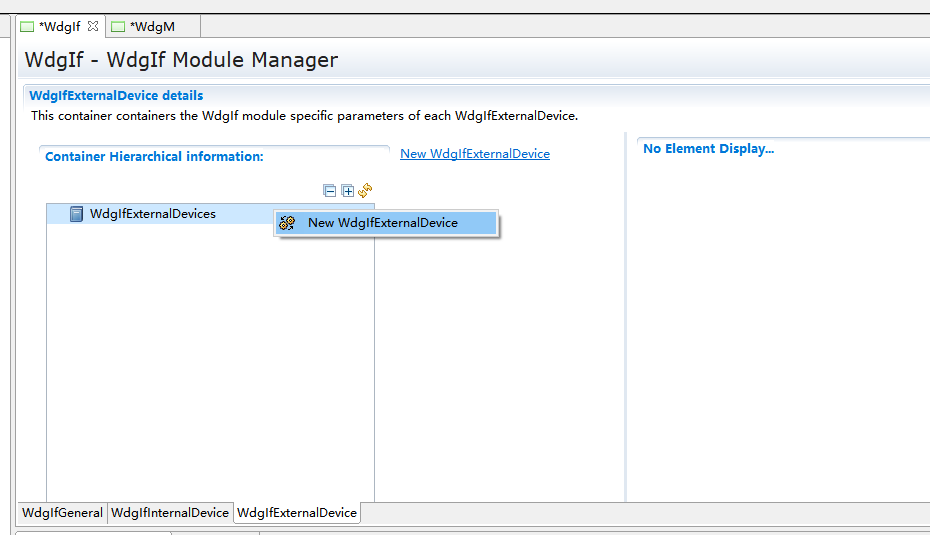 *WdgIf *WdgM
WdgIf - WdgIf Module Manager
WdgIfExternalDevice details
This container containers the WdgIf module specific parameters of each WdgIfExternalDevice.
Container Hierarchical information:
New WdgIfExternalDevice
No Element Display...
WdgIfExternalDevices
New WdgIfExternalDevice
WdgIfGeneral WdgIfInternalDevice WdgIfExternalDevice